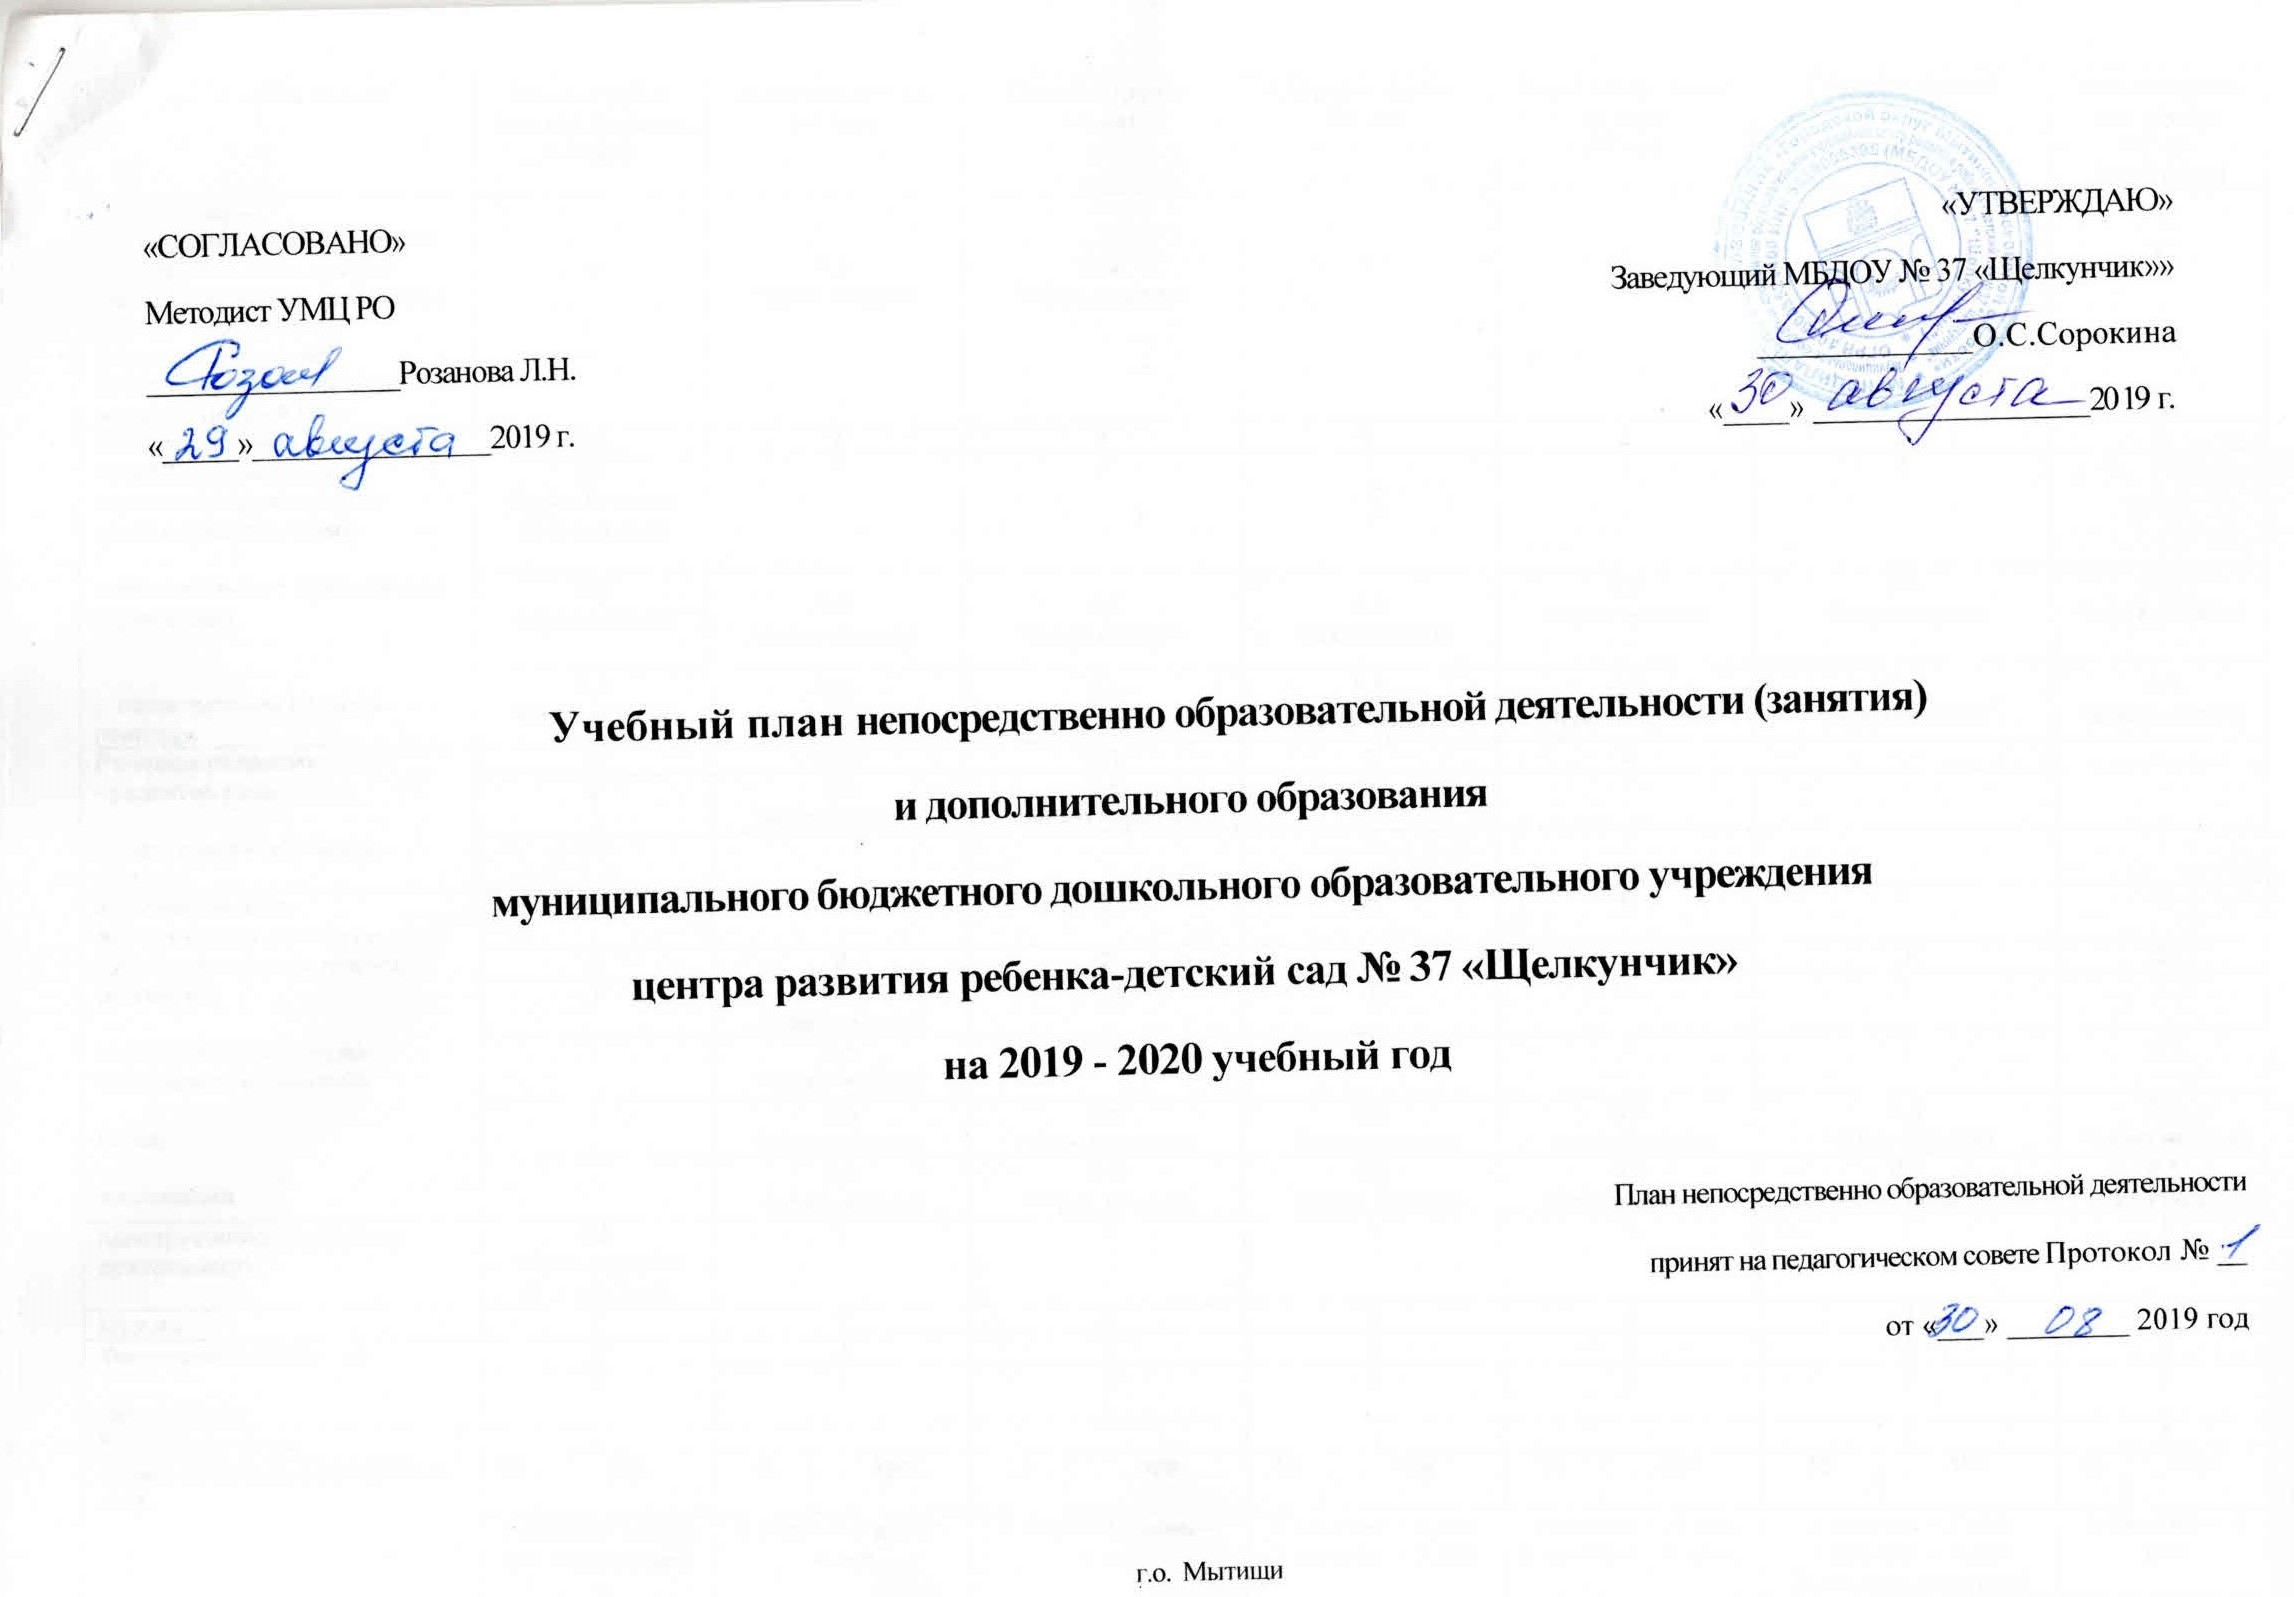 «СОГЛАСОВАНО»
Методист УМЦ РО
Розанова Л.Н.
«29» августа 2019 г.
«УТВЕРЖДАЮ»
Заведующий МБДОУ № 37 «Щелкунчик»»
О.С.Сорокина
«30» августа 2019 г.
Учебный план непосредственно образовательной деятельности (занятия)
и дополнительного образования
муниципального бюджетного дошкольного образовательного учреждения
центра развития ребенка-детский сад № 37 «Щелкунчик»
на 2019 - 2020 учебный год
План непосредственно образовательной деятельности
принят на педагогическом совете Протокол № 1
от «30» 08 2019 год
г.о. Мытищи